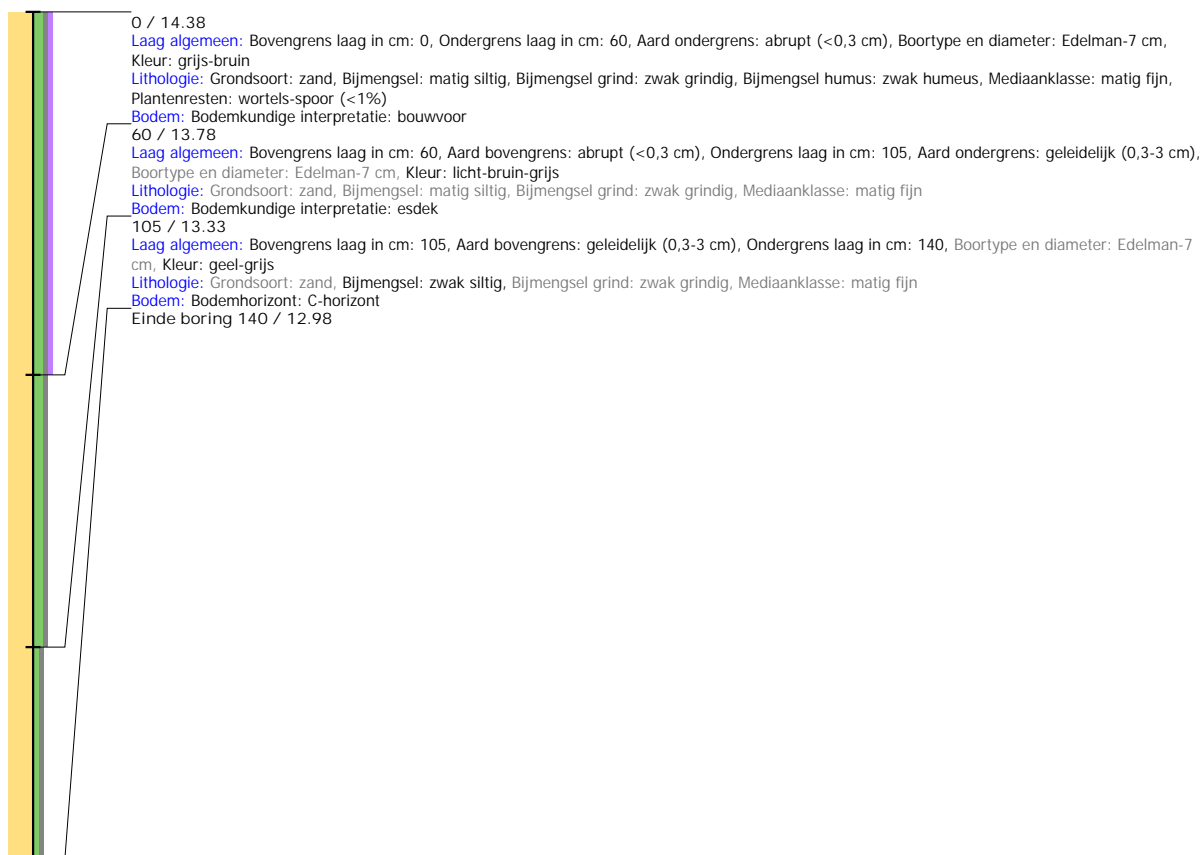 0 / 14.38
Laag algemeen: Bovengrens laag in cm: 0, Ondergrens laag in cm: 60, Aard ondergrens: abrupt (<0,3 cm), Boortype en diameter: Edelman-7 cm,
Kleur: grijs-bruin
Lithologie: Grondsoort: zand, Bijmengsel: matig siltig, Bijmengsel grind: zwak grindig, Bijmengsel humus: zwak humeus, Mediaanklasse: matig fijn,
Plantenresten: wortels-spoor (<1%)
Bodem: Bodemkundige interpretatie: bouwvoor
60 / 13.78
Laag algemeen: Bovengrens laag in cm: 60, Aard bovengrens: abrupt (<0,3 cm), Ondergrens laag in cm: 105, Aard ondergrens: geleidelijk (0,3-3 cm),
Boortype en diameter: Edelman-7 cm, Kleur: licht-bruin-grijs
Lithologie: Grondsoort: zand, Bijmengsel: matig siltig, Bijmengsel grind: zwak grindig, Mediaanklasse: matig fijn
Bodem: Bodemkundige interpretatie: esdek
105 / 13.33
Laag algemeen: Bovengrens laag in cm: 105, Aard bovengrens: geleidelijk (0,3-3 cm), Ondergrens laag in cm: 140, Boortype en diameter: Edelman-7
cm, Kleur: geel-grijs
Lithologie: Grondsoort: zand, Bijmengsel: zwak siltig, Bijmengsel grind: zwak grindig, Mediaanklasse: matig fijn
Bodem: Bodemhorizont: C-horizont
Einde boring 140 / 12.98